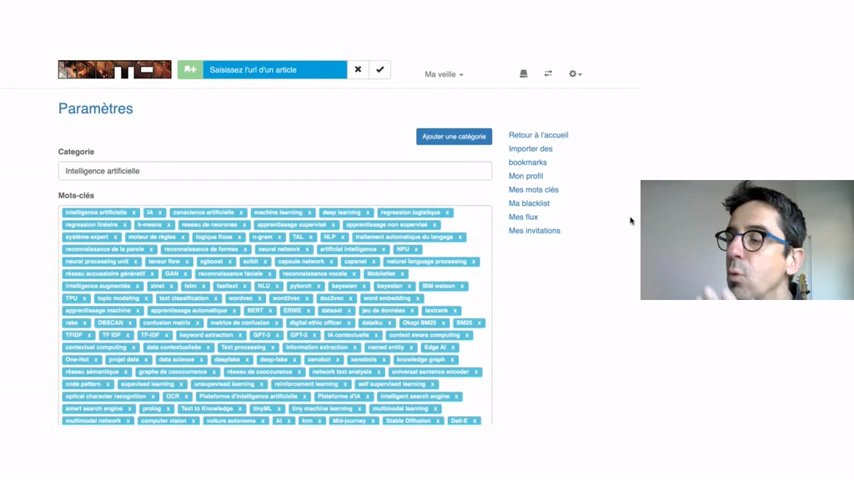 Saisissez l'url d'un article
Ma veille
Paramètres
Ajouter une catégorie
Categorie
Intelligence artificielle
Mots-clés
intelligence artificielle x IA x conscience artificielle x machine learning x deep learning x regression logistique x
regression linéaire x k-means x reseau de neurones x apprentissage supervisé x apprentissage non supervisé x
système expert x moteur de règles x logique floue x n-gram x TAL x NLP x traitement automatique du langage x
reconnaissance de la parole x reconnaissance de formes x neural network x artificial intelligence x NPU x
neural processing unit x tensor flow x xgboost x scikit x capsule network x capsnet x natural language processing x
réseau accusatoire génératif x GAN x reconnaissance faciale x reconnaissance vocale x MobileNet x
intelligence augmentée x xlnet x lstm x fasttext x NLU x pytorch x bayesian x bayesien x IBM watson x
TPU x topic modeling x text classification x wordvec x word2vec x doc2vec x word embedding x
apprentissage machine x apprentissage automatique x BERT x ERNIE x dataset x jeu de données x textrank x
rake x DBSCAN x confusion matrix x matrice de confusion x digital ethic officer x dataiku x Okapi BM25 x BM25 x
TFIDF x TF IDF x TF-IDF x keyword extraction x GPT-3 x GPT-2 x IA contextuelle x context aware computing x
contextual computing x data contextuelle x Text processing x information extraction x named entity x Edge AI x
One-Hot x projet data x data science x deepfake x deep-fake x xenobot x xenobots x knowledge graph x
réseau sémantique x graphe de cooccurrence x réseau de cooccurence x network text analysis x universal sentence encoder x
code pattern x supevised learning x unsupevised learning x reinforcement learning x self supervised learning x
optical character recognition x OCR x Plateforme d'intelligence artificielle x Plateforme d'IA x intelligent search engine x
smart search engine x prolog x Text to Knowledge x tinyML x tiny machine learning x multimodal learning x
multimodal network x computer vision x voiture autonome x AI x knn x Mid-journey x Stable Diffusion x Dall-E x
Retour à l'accueil
Importer des
bookmarks
Mon profil
Mes mots clés
Ma blacklist
Mes flux
Mes invitations